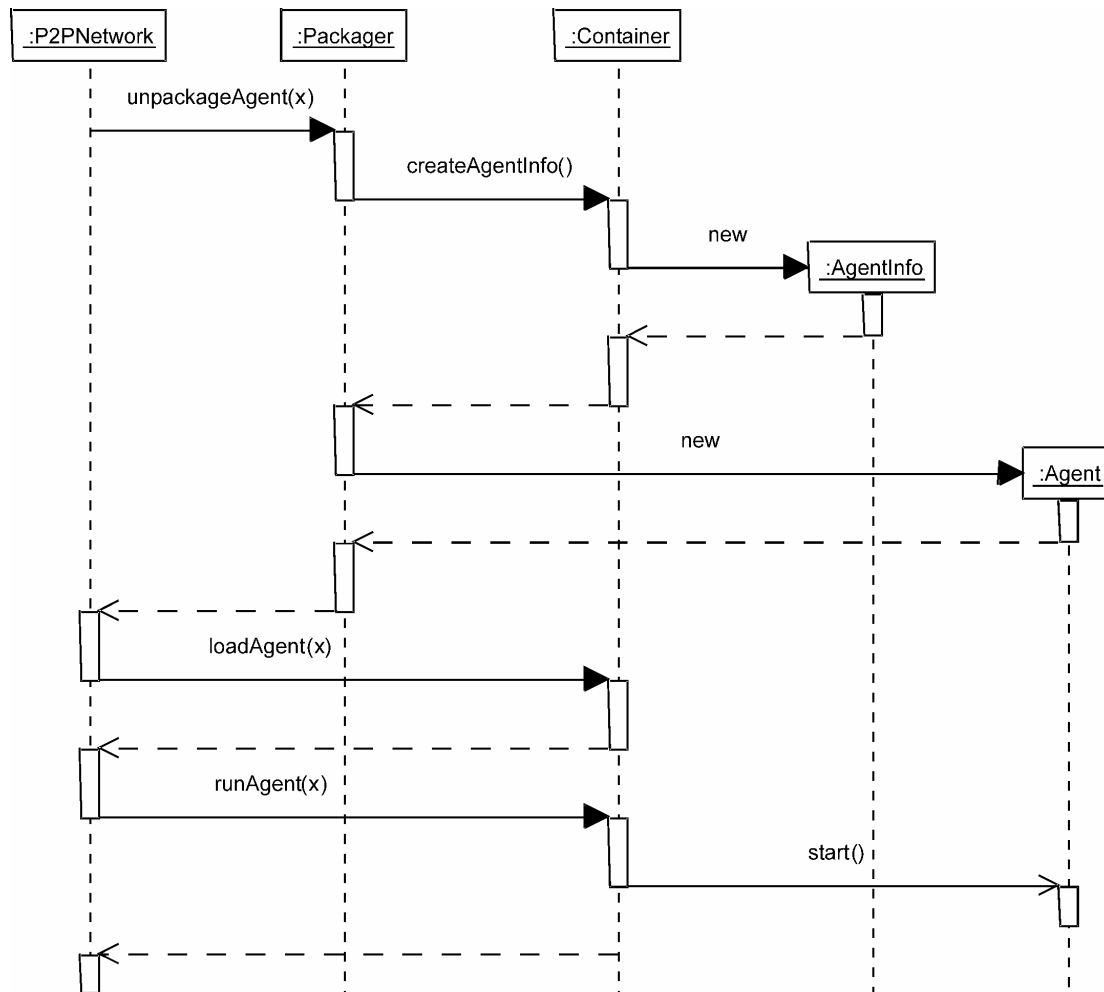 :P2PNetwork
:Packager
:Container
unpackageAgent(x)
createAgentInfo()
new
:AgentInfo
new
:Agent
loadAgent(x)
runAgent(x)
start()